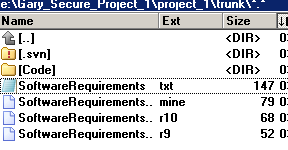 e:\Gary_Secure_Project_1\project_1\trunk\*.*
Name Ext Size
[..] <DIR>
[.svn] <DIR>
[Code] <DIR>
SoftwareRequirements txt 147
SoftwareRequirements.. mine 79
SoftwareRequirements.. r10 68
SoftwareRequirements.. r9 52